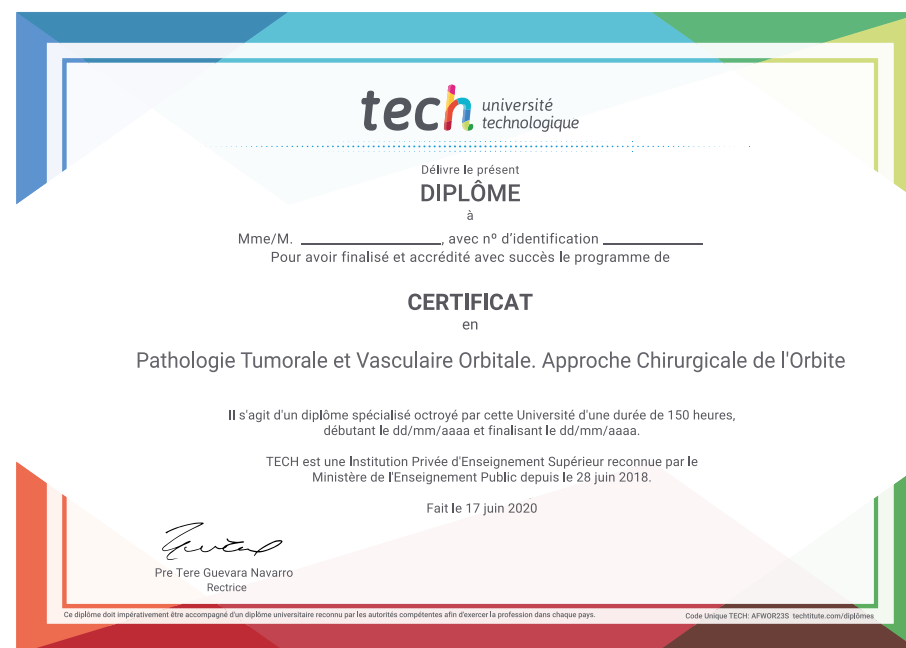 tech université
technologique
Délivre le présent
DIPLÔME
à
Mme/M. ____________________, avec nº d'identification ______________
Pour avoir finalisé et accrédité avec succès le programme de
CERTIFICAT
en
Pathologie Tumorale et Vasculaire Orbitale. Approche Chirurgicale de l'Orbite
Il s'agit d'un diplôme spécialisé octroyé par cette Université d'une durée de 150 heures,
débutant le dd/mm/aaaa et finalisant le dd/mm/aaaa.
TECH est une Institution Privée d'Enseignement Supérieur reconnue par le
Ministère de l'Enseignement Public depuis le 28 juin 2018.
Fait le 17 juin 2020
Pre Tere Guevara Navarro
Rectrice
Ce diplôme doit impérativement être accompagné d'un diplôme universitaire reconnu par les autorités compétentes afin d'exercer la profession dans chaque pays.
Code Unique TECH: AFWOR23S techtitute.com/diplômes